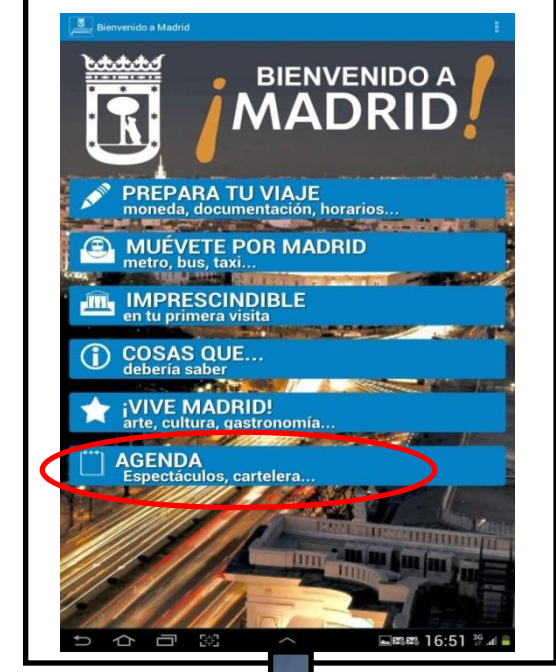 Bienvenido a Madrid
BIENVENIDO A
¡MADRID!
PREPARA TU VIAJE
moneda, documentación, horarios...
MUÉVETE POR MADRID
metro, bus, taxi...
IMPRESCINDIBLE
en tu primera visita
COSAS QUE...
debería saber
¡VIVE MADRID!
arte, cultura, gastronomía...
AGENDA
Espectáculos, cartelera...
16:51 3G